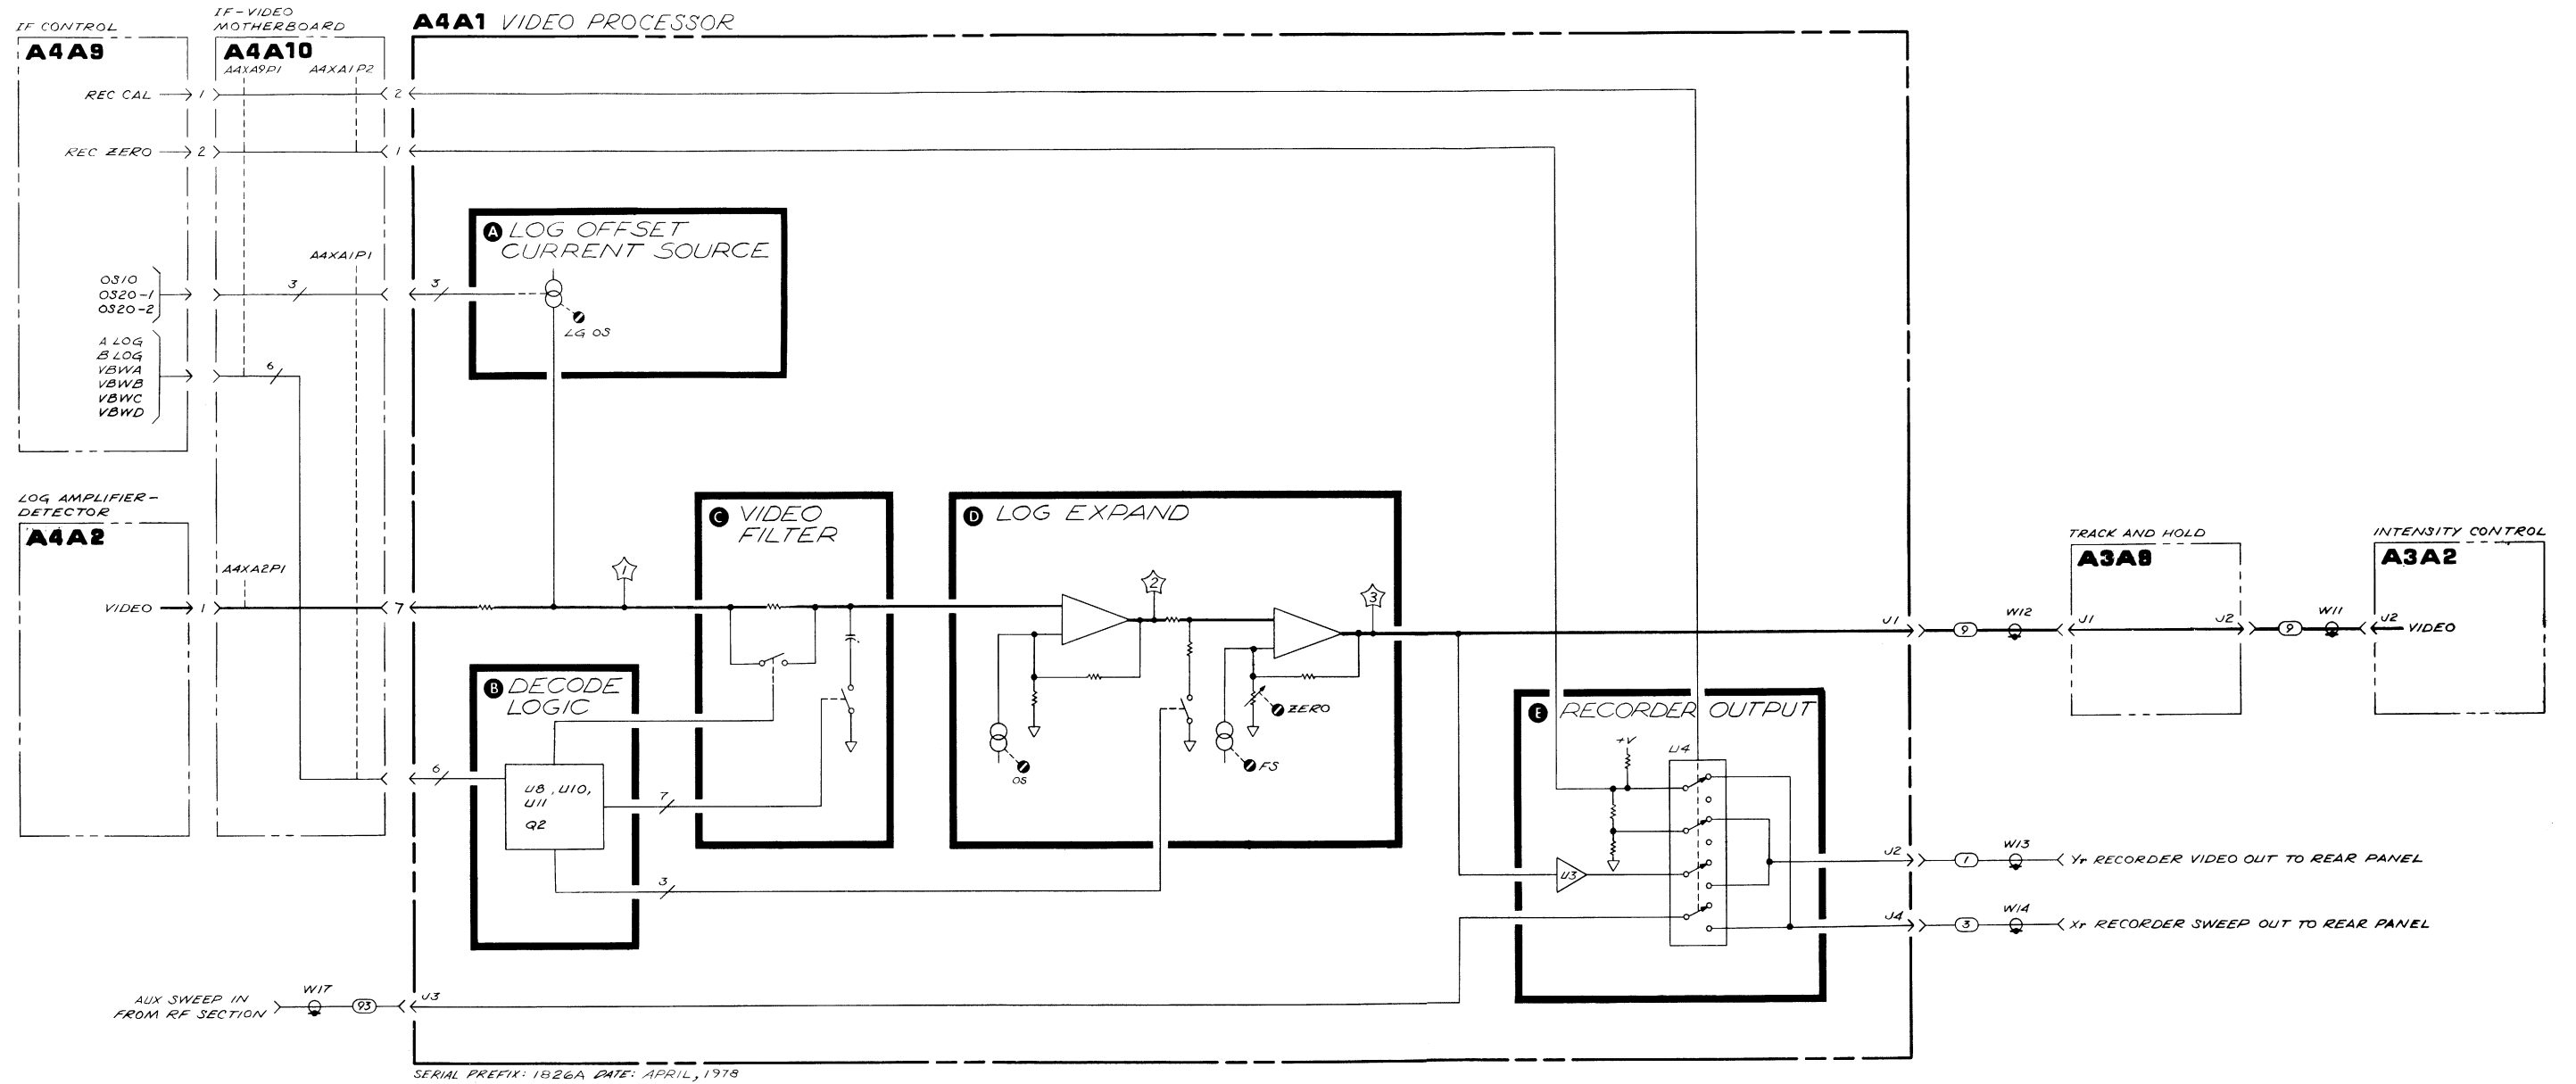 IF CONTROL
A4A9
IF-VIDEO
MOTHERBOARD
A4A10
A4XA9P1 A4XA1P2
A4A1 VIDEO PROCESSOR
REC CAL 1 2
REC ZERO 2 1
A LOG OFFSET
CURRENT SOURCE
LG OS
A4XA1P1
OS10
OS20-1
OS20-2
3 3
A LOG
B LOG
VBWA
VBWB
VBWC
VBWD
6
LOG AMPLIFIER-
DETECTOR
A4A2
A4XA2P1
VIDEO 1 7
1
C VIDEO
FILTER
D LOG EXPAND
2
3
OS
ZERO
FS
B DECODE
LOGIC
U8, U10,
U11
Q2
6
7
3
E RECORDER OUTPUT
+V
U4
U3
J1 9 W12
TRACK AND HOLD
A3A8
J1 J2
9 W11
INTENSITY CONTROL
A3A2
J2 VIDEO
J2 1 W13 Yr RECORDER VIDEO OUT TO REAR PANEL
J4 3 W14 Xr RECORDER SWEEP OUT TO REAR PANEL
AUX SWEEP IN
FROM RF SECTION
W17 93 J3
SERIAL PREFIX: 1826A DATE: APRIL, 1978